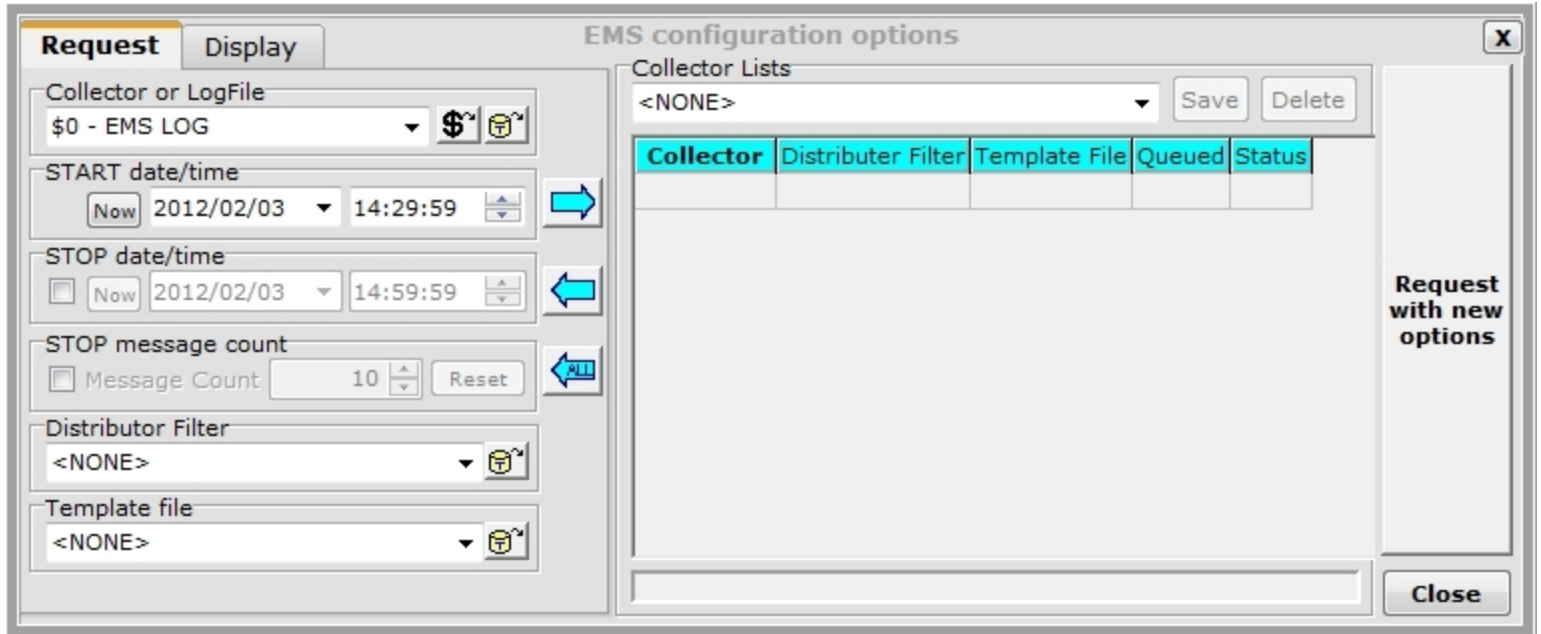 EMS configuration options
X
Request Display
Collector or LogFile
$0 - EMS LOG
$
START date/time
Now 2012/02/03 14:29:59
STOP date/time
Now 2012/02/03 14:59:59
STOP message count
Message Count 10 Reset
ALL
Distributor Filter
<NONE>
Template file
<NONE>
Collector Lists
<NONE> Save Delete
Collector Distributer Filter Template File Queued Status
Request
with new
options
Close